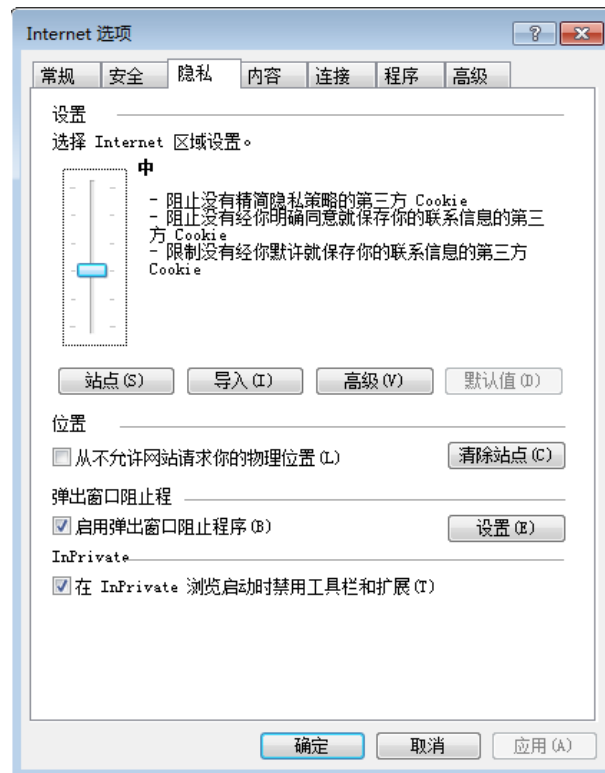 Internet 选项
常规 安全 隐私 内容 连接 程序 高级
设置
选择 Internet 区域设置。
中
- 阻止没有精简隐私策略的第三方 Cookie
- 阻止没有经你明确同意就保存你的联系信息的第三
方 Cookie
- 限制没有经你默许就保存你的联系信息的第三方
Cookie
站点(S) 导入(I) 高级(V) 默认值(D)
位置
从不允许网站请求你的物理位置(L) 清除站点(C)
弹出窗口阻止程
启用弹出窗口阻止程序(B) 设置(E)
InPrivate
在 InPrivate 浏览启动时禁用工具栏和扩展(T)
确定 取消 应用(A)